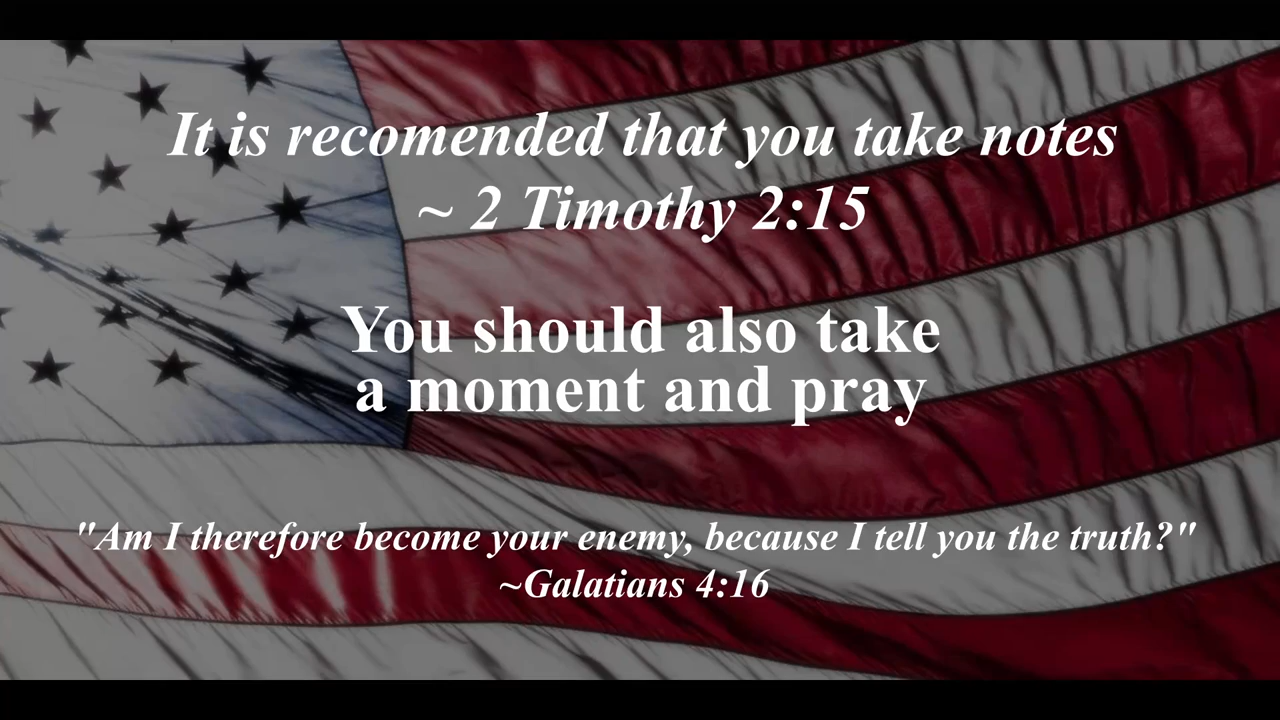 It is recomended that you take notes
~ 2 Timothy 2:15
You should also take
a moment and pray
"Am I therefore become your enemy, because I tell you the truth?"
~Galatians 4:16